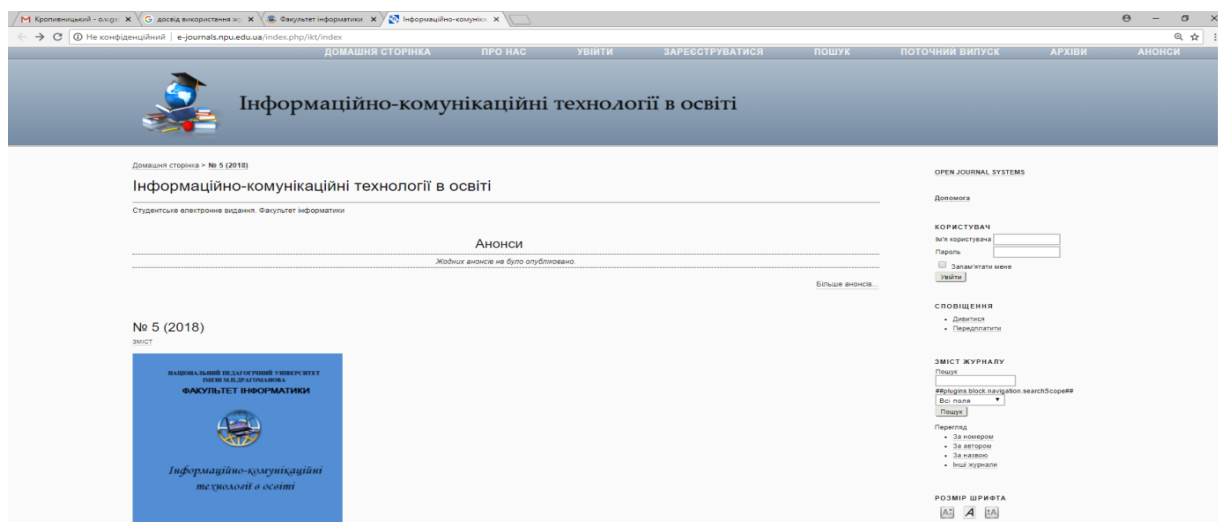 Кропивницький - o.v.gs
досвід використання жу
Факультет інформатики
Інформаційно-комуніка
Не конфіденційний | e-journals.npu.edu.ua/index.php/ikt/index
ДОМАШНЯ СТОРІНКА ПРО НАС УВІЙТИ ЗАРЕЄСТРУВАТИСЯ ПОШУК ПОТОЧНИЙ ВИПУСК АРХІВИ АНОНСИ
Інформаційно-комунікаційні технології в освіті
Домашня сторінка > № 5 (2018)
Інформаційно-комунікаційні технології в освіті
Студентське електронне видання. Факультет інформатики
Анонси
Жодних анонсів не було опубліковано.
Більше анонсів...
№ 5 (2018)
ЗМІСТ
НАЦІОНАЛЬНИЙ ПЕДАГОГІЧНИЙ УНІВЕРСИТЕТ
ІМЕНІ М.П.ДРАГОМАНОВА
ФАКУЛЬТЕТ ІНФОРМАТИКИ
Інформаційно-комунікаційні
технології в освіті
OPEN JOURNAL SYSTEMS
Допомога
КОРИСТУВАЧ
Ім'я користувача
Пароль
Запам'ятати мене
Увійти
СПОВІЩЕННЯ
Дивитися
Передплатити
ЗМІСТ ЖУРНАЛУ
Пошук
##plugins.block.navigation.searchScope##
Всі поля
Пошук
Перегляд
За номером
За автором
За назвою
Інші журнали
РОЗМІР ШРИФТА